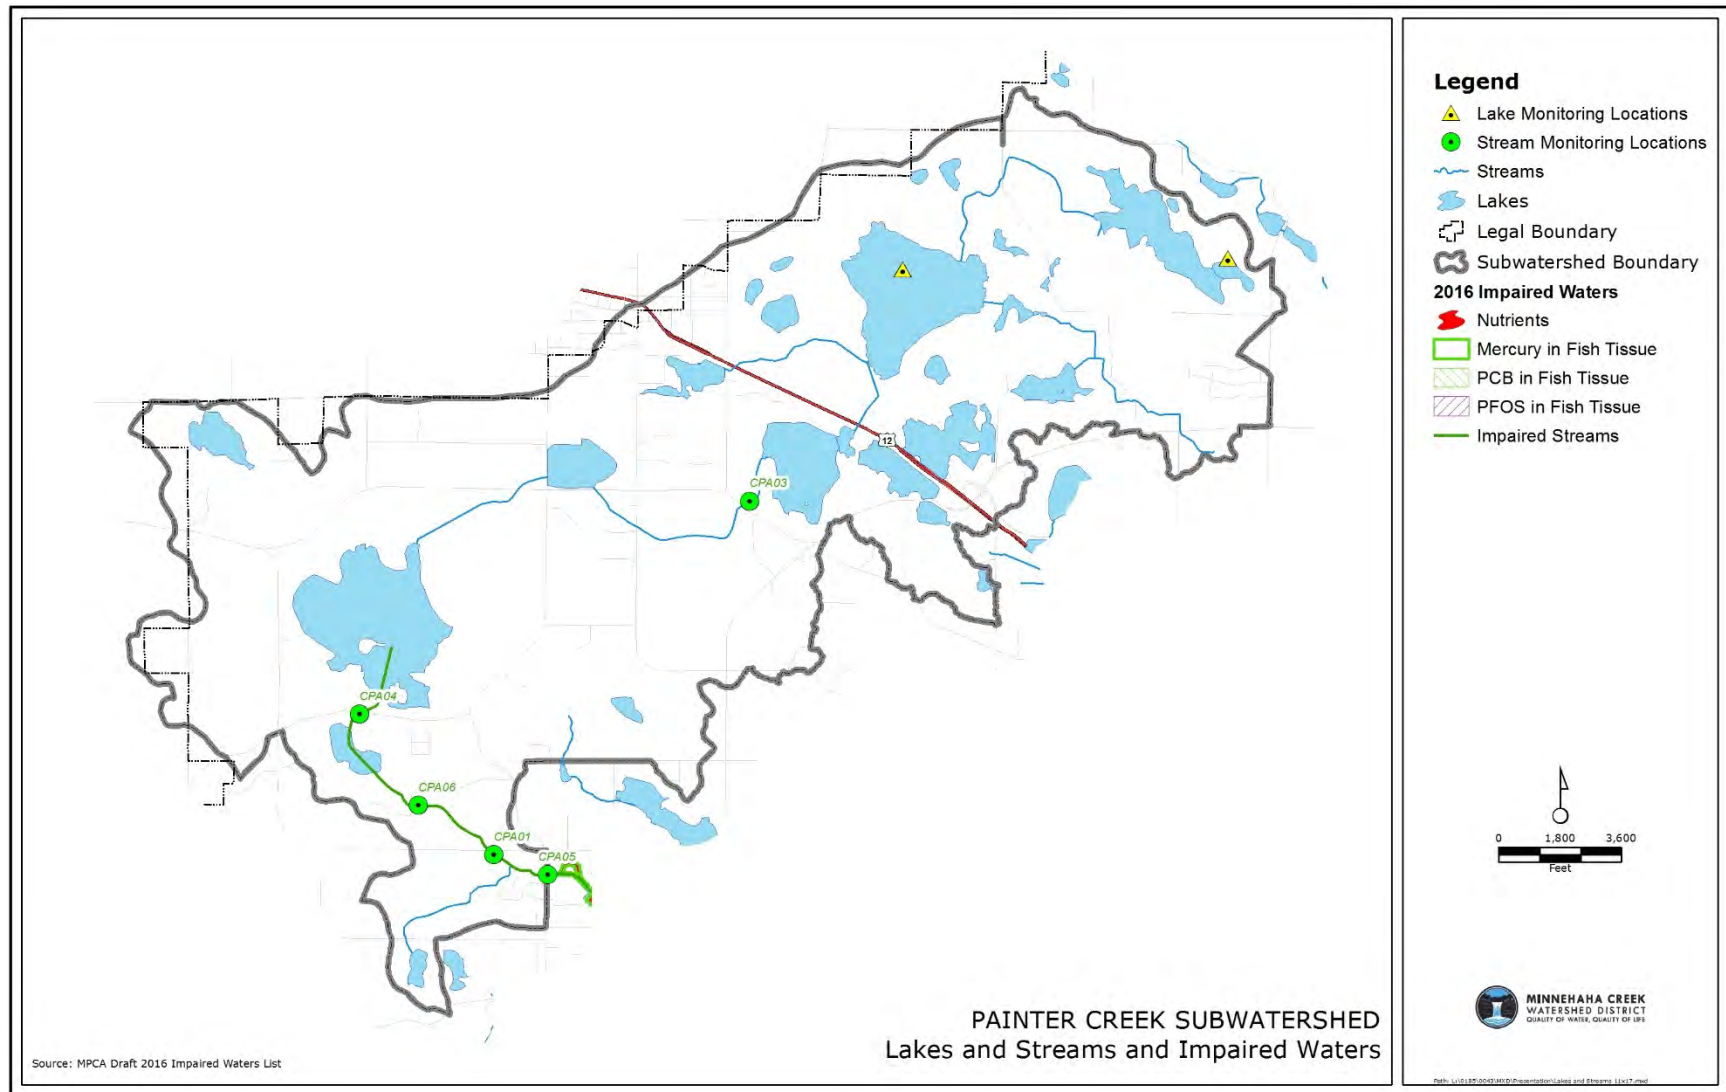 Legend
Lake Monitoring Locations
Stream Monitoring Locations
Streams
Lakes
Legal Boundary
Subwatershed Boundary
2016 Impaired Waters
Nutrients
Mercury in Fish Tissue
PCB in Fish Tissue
PFOS in Fish Tissue
Impaired Streams
12
CPA03
CPA04
CPA06
CPA01
CPA05
0 1,800 3,600
Feet
PAINTER CREEK SUBWATERSHED
Lakes and Streams and Impaired Waters
Source: MPCA Draft 2016 Impaired Waters List
MINNEHAHA CREEK
WATERSHED DISTRICT
QUALITY OF WATER, QUALITY OF LIFE